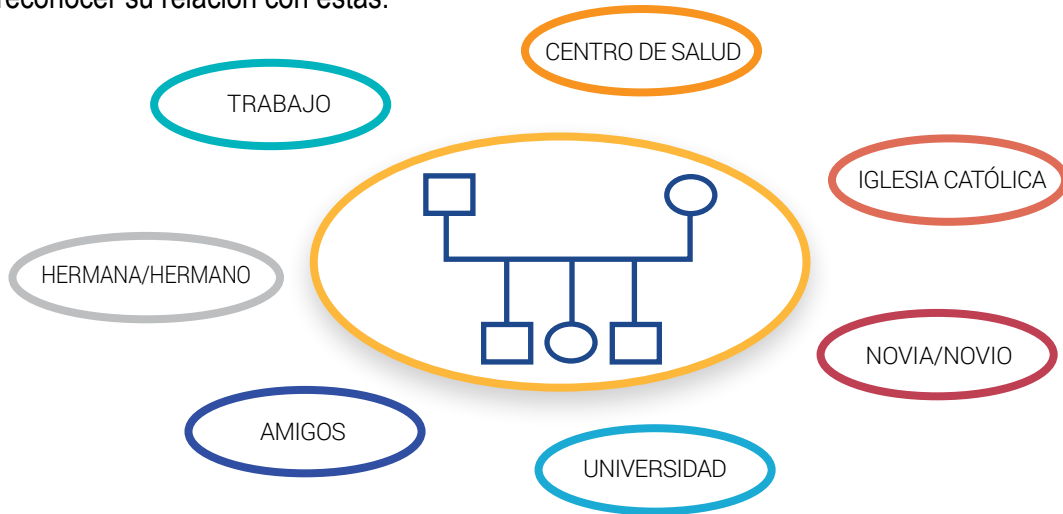 reconocer su relación con estas.
CENTRO DE SALUD
TRABAJO
IGLESIA CATÓLICA
HERMANA/HERMANO
NOVIA/NOVIO
AMIGOS
UNIVERSIDAD